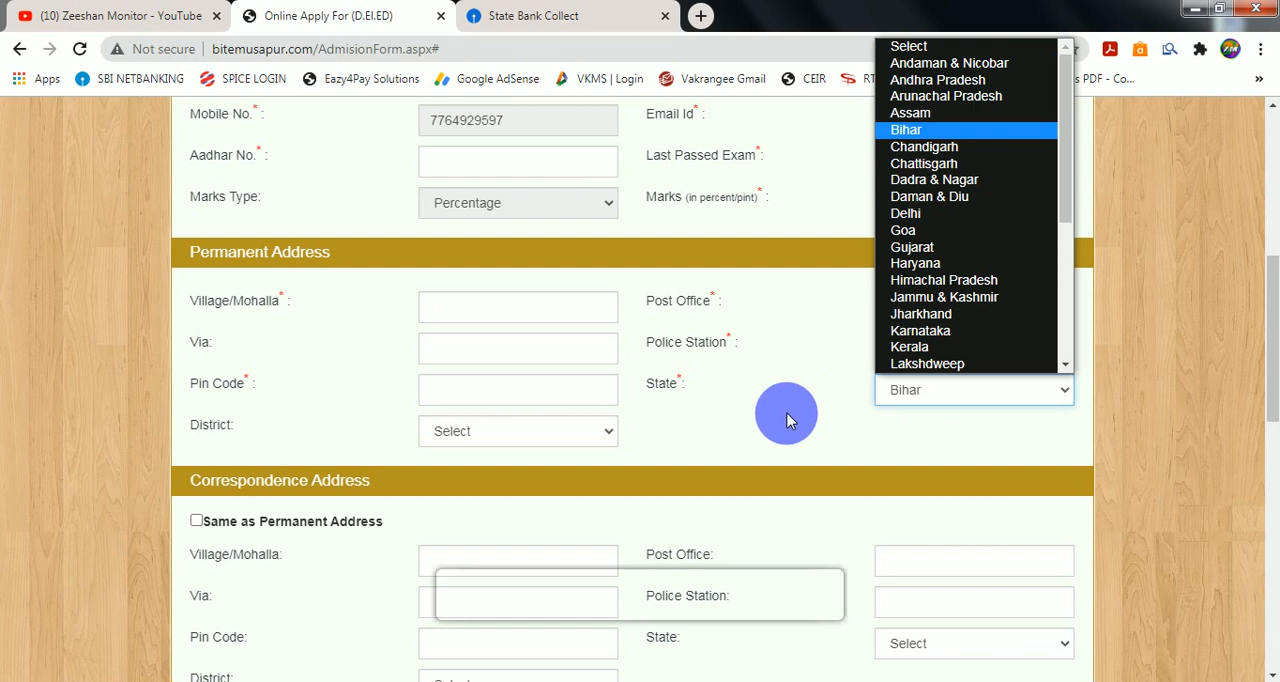 (10) Zeeshan Monitor - YouTube
Online Apply For (D.El.ED)
State Bank Collect
Not secure
bitemusapur.com/AdmisionForm.aspx#
Apps
SBI NETBANKING
SPICE LOGIN
Eazy4Pay Solutions
Google AdSense
VKMS | Login
Vakrangee Gmail
CEIR
RT
s PDF - Co...
»
Mobile No.* :
7764929597
Email Id* :
Aadhar No.* :
Last Passed Exam*:
Marks Type:
Percentage
Marks (in percent/pint)* :
Select
Andaman & Nicobar
Andhra Pradesh
Arunachal Pradesh
Assam
Bihar
Chandigarh
Chattisgarh
Dadra & Nagar
Daman & Diu
Delhi
Goa
Gujarat
Haryana
Himachal Pradesh
Jammu & Kashmir
Jharkhand
Karnataka
Kerala
Lakshdweep
Permanent Address
Village/Mohalla* :
Post Office* :
Via:
Police Station* :
Pin Code* :
State*:
Bihar
District:
Select
Correspondence Address
Same as Permanent Address
Village/Mohalla:
Post Office:
Via:
Police Station:
Pin Code:
State:
Select
District: